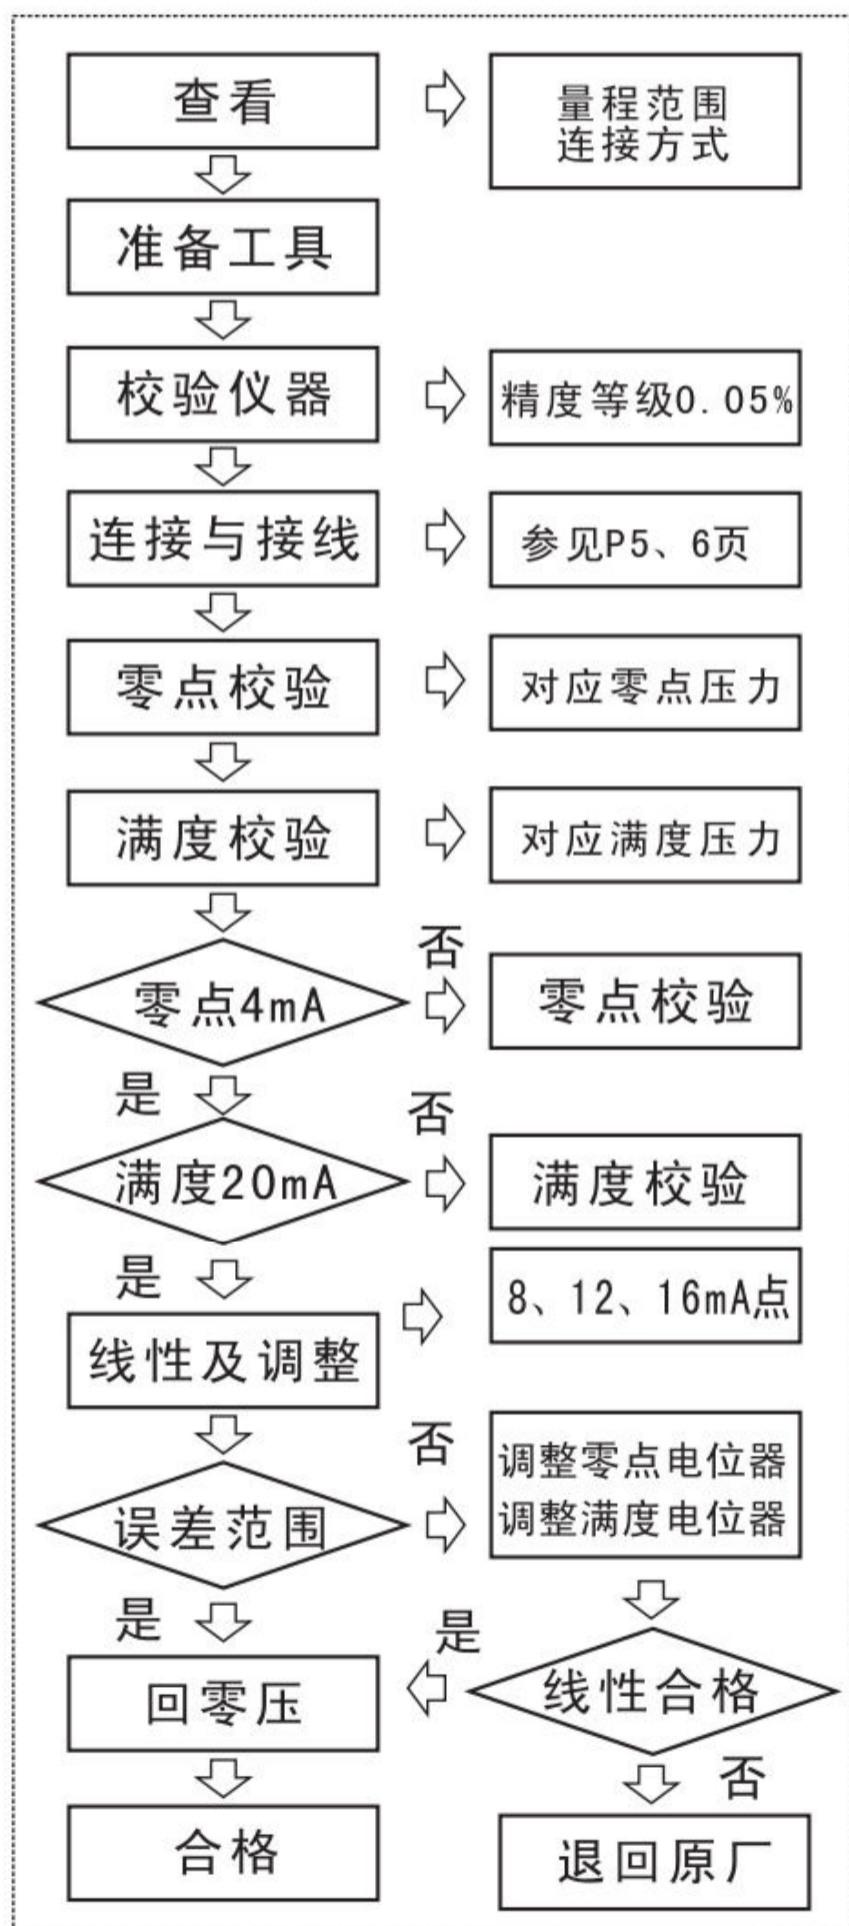 查看
量程范围
连接方式
准备工具
校验仪器
精度等级0.05%
连接与接线
参见P5、6页
零点校验
对应零点压力
满度校验
对应满度压力
否
零点4mA
零点校验
是
否
满度20mA
满度校验
是
8、12、16mA点
线性及调整
否
调整零点电位器
调整满度电位器
误差范围
是
是
线性合格
回零压
否
合格
退回原厂